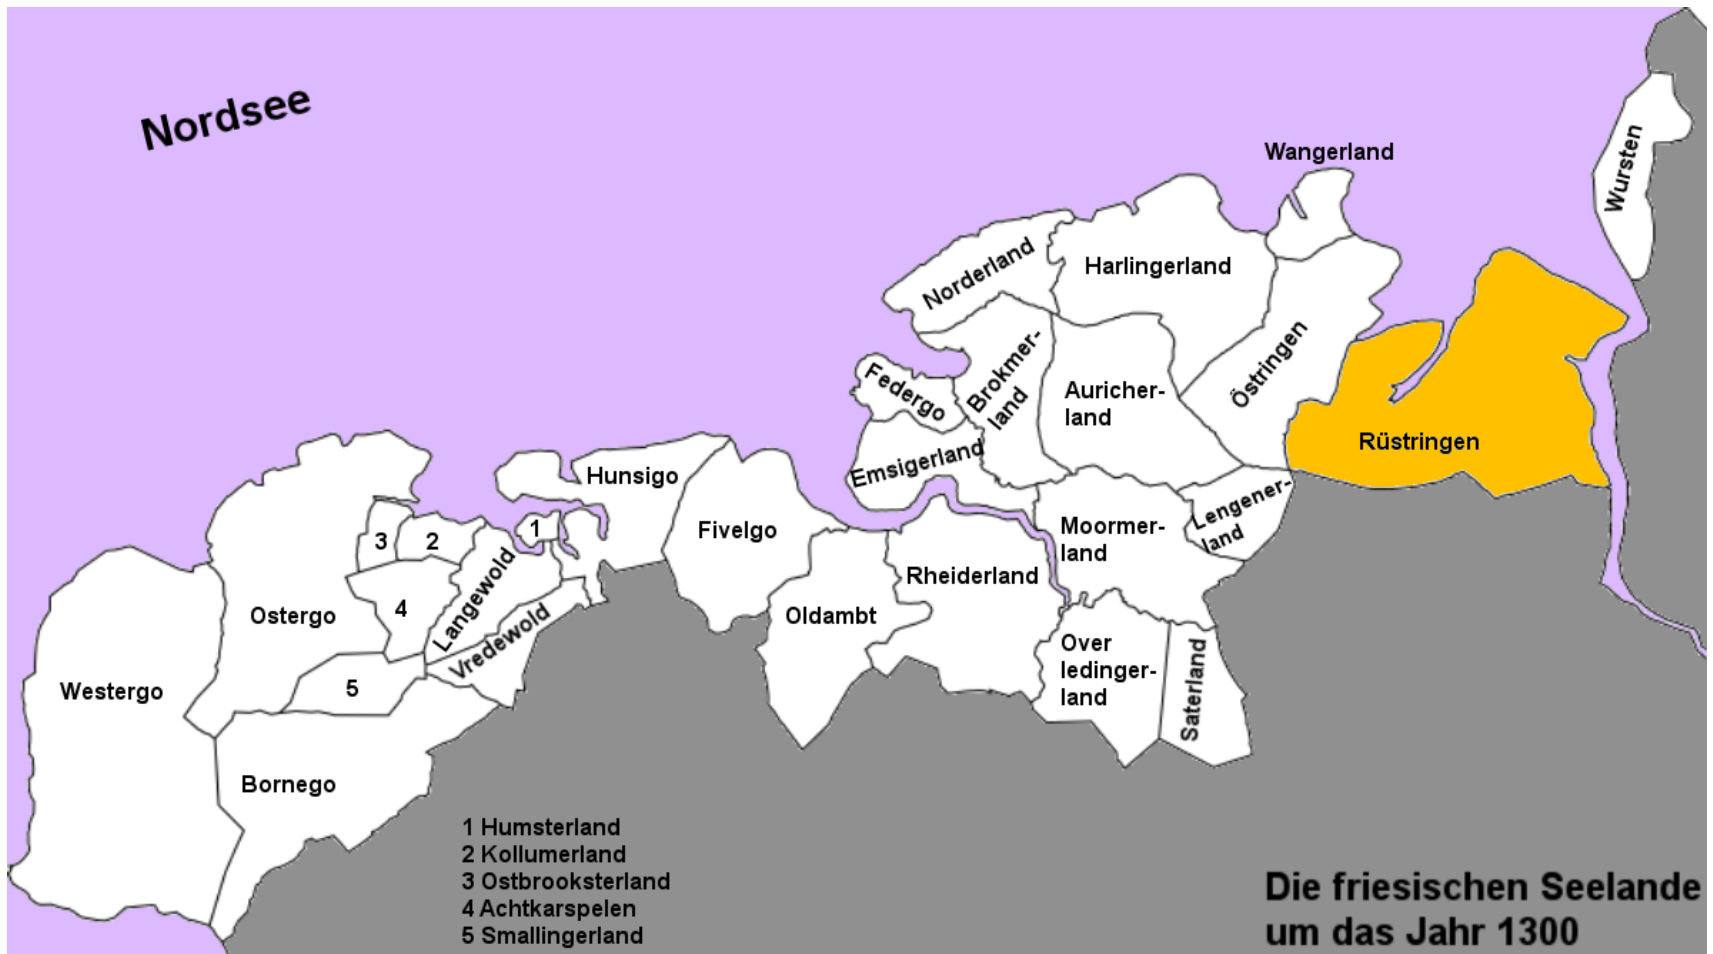 Nordsee
Wangerland
Wursten
Norderland
Harlingerland
Östringen
Federgo
Brokmer-
land
Auricher-
land
Rüstringen
Emsigerland
Hunsigo
Fivelgo
1
2
3
4
5
Langewold
Vredewold
Ostergo
Westergo
Bornego
Oldambt
Rheiderland
Moormer-
land
Lengener-
land
Over
ledinger-
land
Saterland
1 Humsterland
2 Kollumerland
3 Ostbrooksterland
4 Achtkarspelen
5 Smallingerland
Die friesischen Seelande
um das Jahr 1300